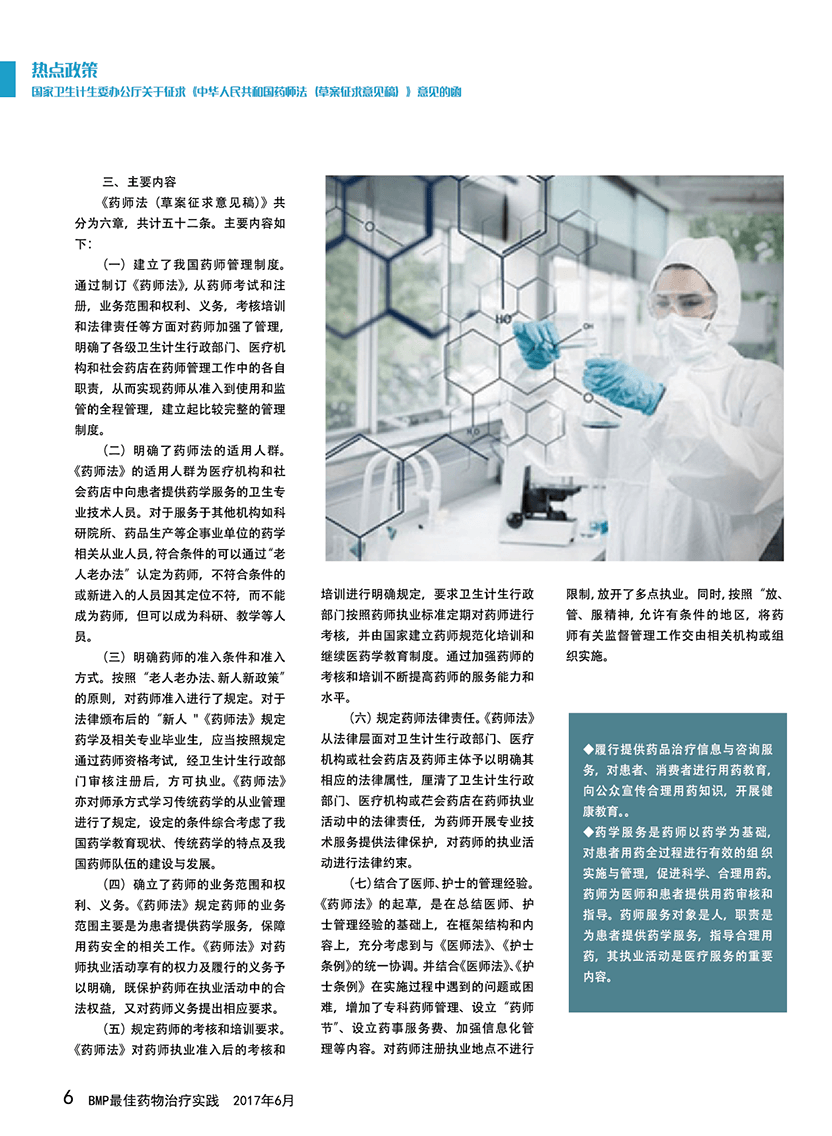 热点政策
国家卫生计生委办公厅关于征求《中华人民共和国药师法（草案征求意见稿）》意见的函
三、主要内容
《药师法（草案征求意见稿）》共
分为六章，共计五十二条。主要内容如
下：
（一）建立了我国药师管理制度。
通过制订《药师法》，从药师考试和注
册，业务范围和权利、义务，考核培训
和法律责任等方面对药师加强了管理，
明确了各级卫生计生行政部门、医疗机
构和社会药店在药师管理工作中的各自
职责，从而实现药师从准入到使用和监
管的全程管理，建立起比较完整的管理
制度。
（二）明确了药师法的适用人群。
《药师法》的适用人群为医疗机构和社
会药店中向患者提供药学服务的卫生专
业技术人员。对于服务于其他机构如科
研院所、药品生产等企事业单位的药学
相关从业人员，符合条件的可以通过“老
人老办法”认定为药师，不符合条件的
或新进入的人员因其定位不符，而不能
成为药师，但可以成为科研、教学等人
员。
（三）明确药师的准入条件和准入
方式。按照“老人老办法、新人新政策”
的原则，对药师准入进行了规定。对于
法律颁布后的“新人 "《药师法》规定
药学及相关专业毕业生，应当按照规定
通过药师资格考试，经卫生计生行政部
门审核注册后，方可执业。《药师法》
亦对师承方式学习传统药学的从业管理
进行了规定，设定的条件综合考虑了我
国药学教育现状、传统药学的特点及我
国药师队伍的建设与发展。
（四）确立了药师的业务范围和权
利、义务。《药师法》规定药师的业务
范围主要是为患者提供药学服务，保障
用药安全的相关工作。《药师法》对药
师执业活动享有的权力及履行的义务予
以明确，既保护药师在执业活动中的合
法权益，又对药师义务提出相应要求。
（五）规定药师的考核和培训要求。
《药师法》对药师执业准入后的考核和
HO
OH
O
O
H₂O
培训进行明确规定，要求卫生计生行政
部门按照药师执业标准定期对药师进行
考核，并由国家建立药师规范化培训和
继续医药学教育制度。通过加强药师的
考核和培训不断提高药师的服务能力和
水平。
（六）规定药师法律责任。《药师法》
从法律层面对卫生计生行政部门、医疗
机构或社会药店及药师主体予以明确其
相应的法律属性，厘清了卫生计生行政
部门、医疗机构或芢会药店在药师执业
活动中的法律责任，为药师开展专业技
术服务提供法律保护，对药师的执业活
动进行法律约束。
（七）结合了医师、护士的管理经验。
《药师法》的起草，是在总结医师、护
士管理经验的基础上，在框架结构和内
容上，充分考虑到与《医师法》、《护士
条例》的统一协调。并结合《医师法》、《护
士条例》在实施过程中遇到的问题或困
难，增加了专科药师管理、设立“药师
节”、设立药事服务费、加强信息化管
理等内容。对药师注册执业地点不进行
限制，放开了多点执业。同时，按照“放、
管、服精神，允许有条件的地区，将药
师有关监督管理工作交由相关机构或组
织实施。
◆履行提供药品治疗信息与咨询服
务，对患者、消费者进行用药教育，
向公众宣传合理用药知识，开展健
康教育。。
◆药学服务是药师以药学为基础，
对患者用药全过程进行有效的组织
实施与管理，促进科学、合理用药。
药师为医师和患者提供用药审核和
指导。药师服务对象是人，职责是
为患者提供药学服务，指导合理用
药，其执业活动是医疗服务的重要
内容。
6 BMP最佳药物治疗实践 2017年6月